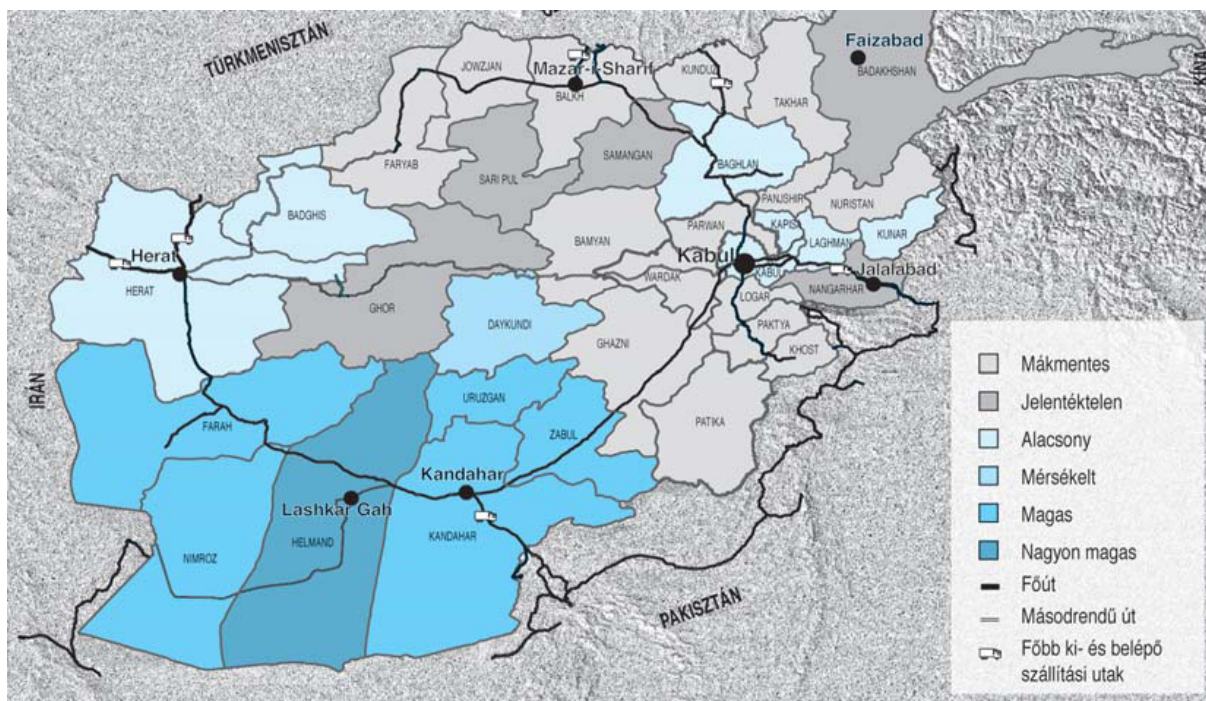 TÜRKMENISZTÁN
Faizabad
BADAKHSHAN
KÍNA
JOWZJAN
Mazar-i-Sharif
BALKH
KUNDUZ
TAKHAR
FARYAB
SARI PUL
SAMANGAN
BAGHLAN
BADGHIS
PANJSHIR
NURISTAN
BAMYAN
PARWAN
KAPISA
LAGHMAN
KUNAR
Herat
HERAT
Kabul
KABUL
Jalalabad
NANGARHAR
WARDAK
LOGAR
GHOR
DAYKUNDI
GHAZNI
PAKTYA
KHOST
IRÁN
URUZGAN
ZABUL
PATIKA
FARAH
Kandahar
KANDAHAR
Lashkar Gah
HELMAND
NIMROZ
PAKISZTÁN
Mákmentes
Jelentéktelen
Alacsony
Mérsékelt
Magas
Nagyon magas
Főút
Másodrendű út
Főbb ki- és belépő
szállítási utak